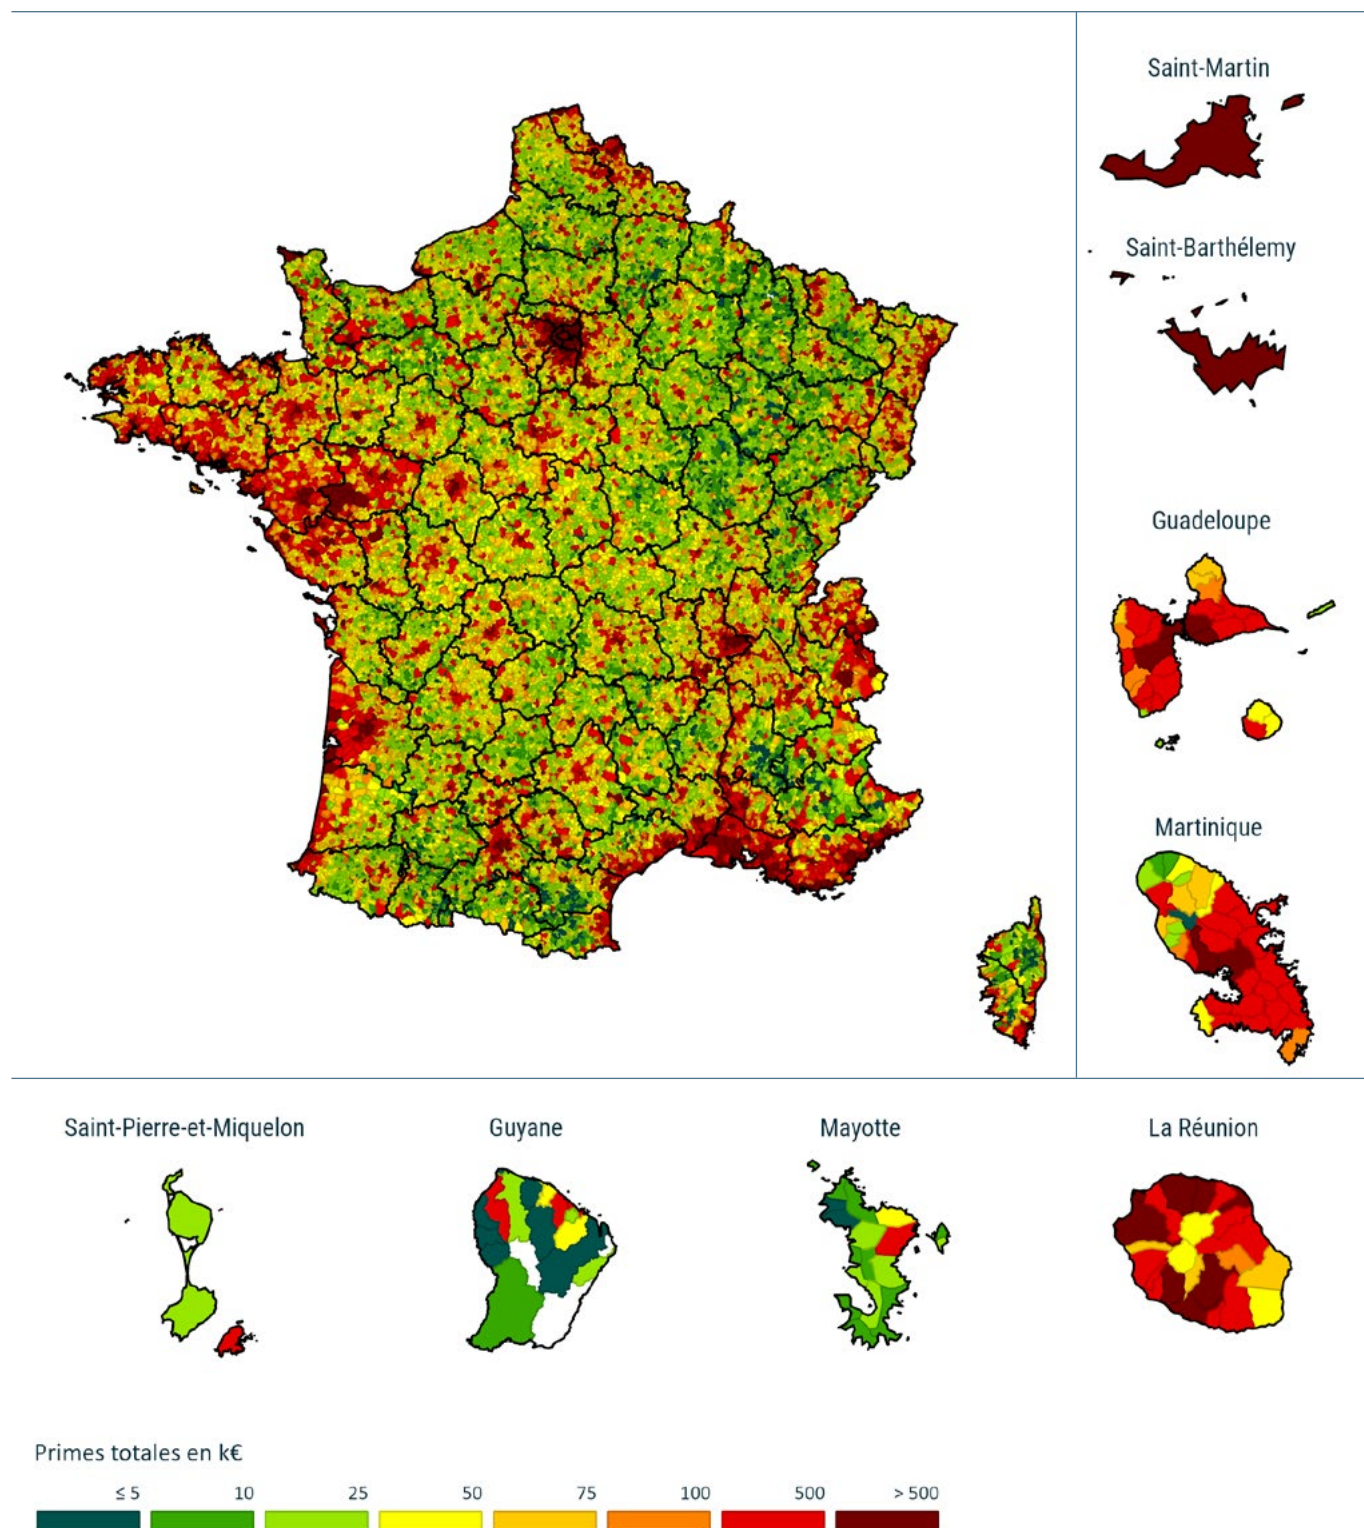 Saint-Martin
Saint-Barthélemy
Guadeloupe
Martinique
Saint-Pierre-et-Miquelon
Guyane
Mayotte
La Réunion
Primes totales en k€
≤ 5 10 25 50 75 100 500 > 500